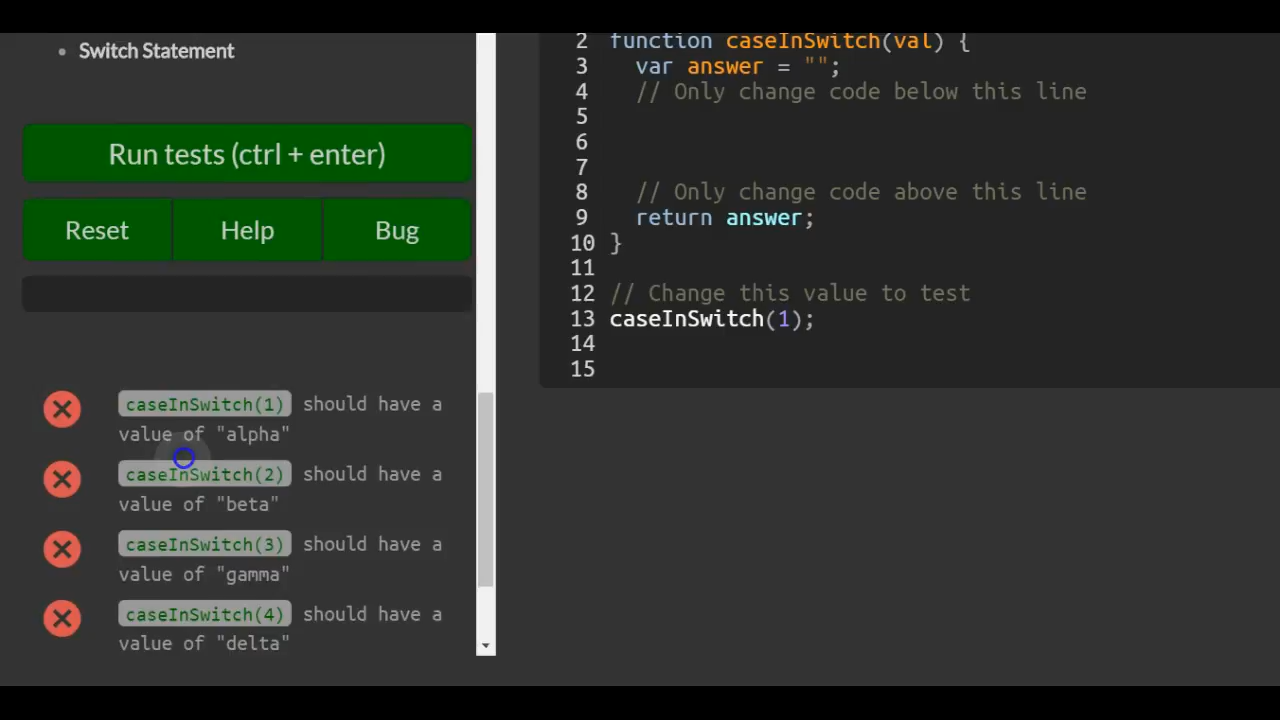 Switch Statement
Run tests (ctrl + enter)
Reset
Help
Bug
caseInSwitch(1) should have a
value of "alpha"
caseInSwitch(2) should have a
value of "beta"
caseInSwitch(3) should have a
value of "gamma"
caseInSwitch(4) should have a
value of "delta"
2 function caseInSwitch(val) {
3 var answer = "";
4 // Only change code below this line
5
6
7
8 // Only change code above this line
9 return answer;
10 }
11
12 // Change this value to test
13 caseInSwitch(1);
14
15